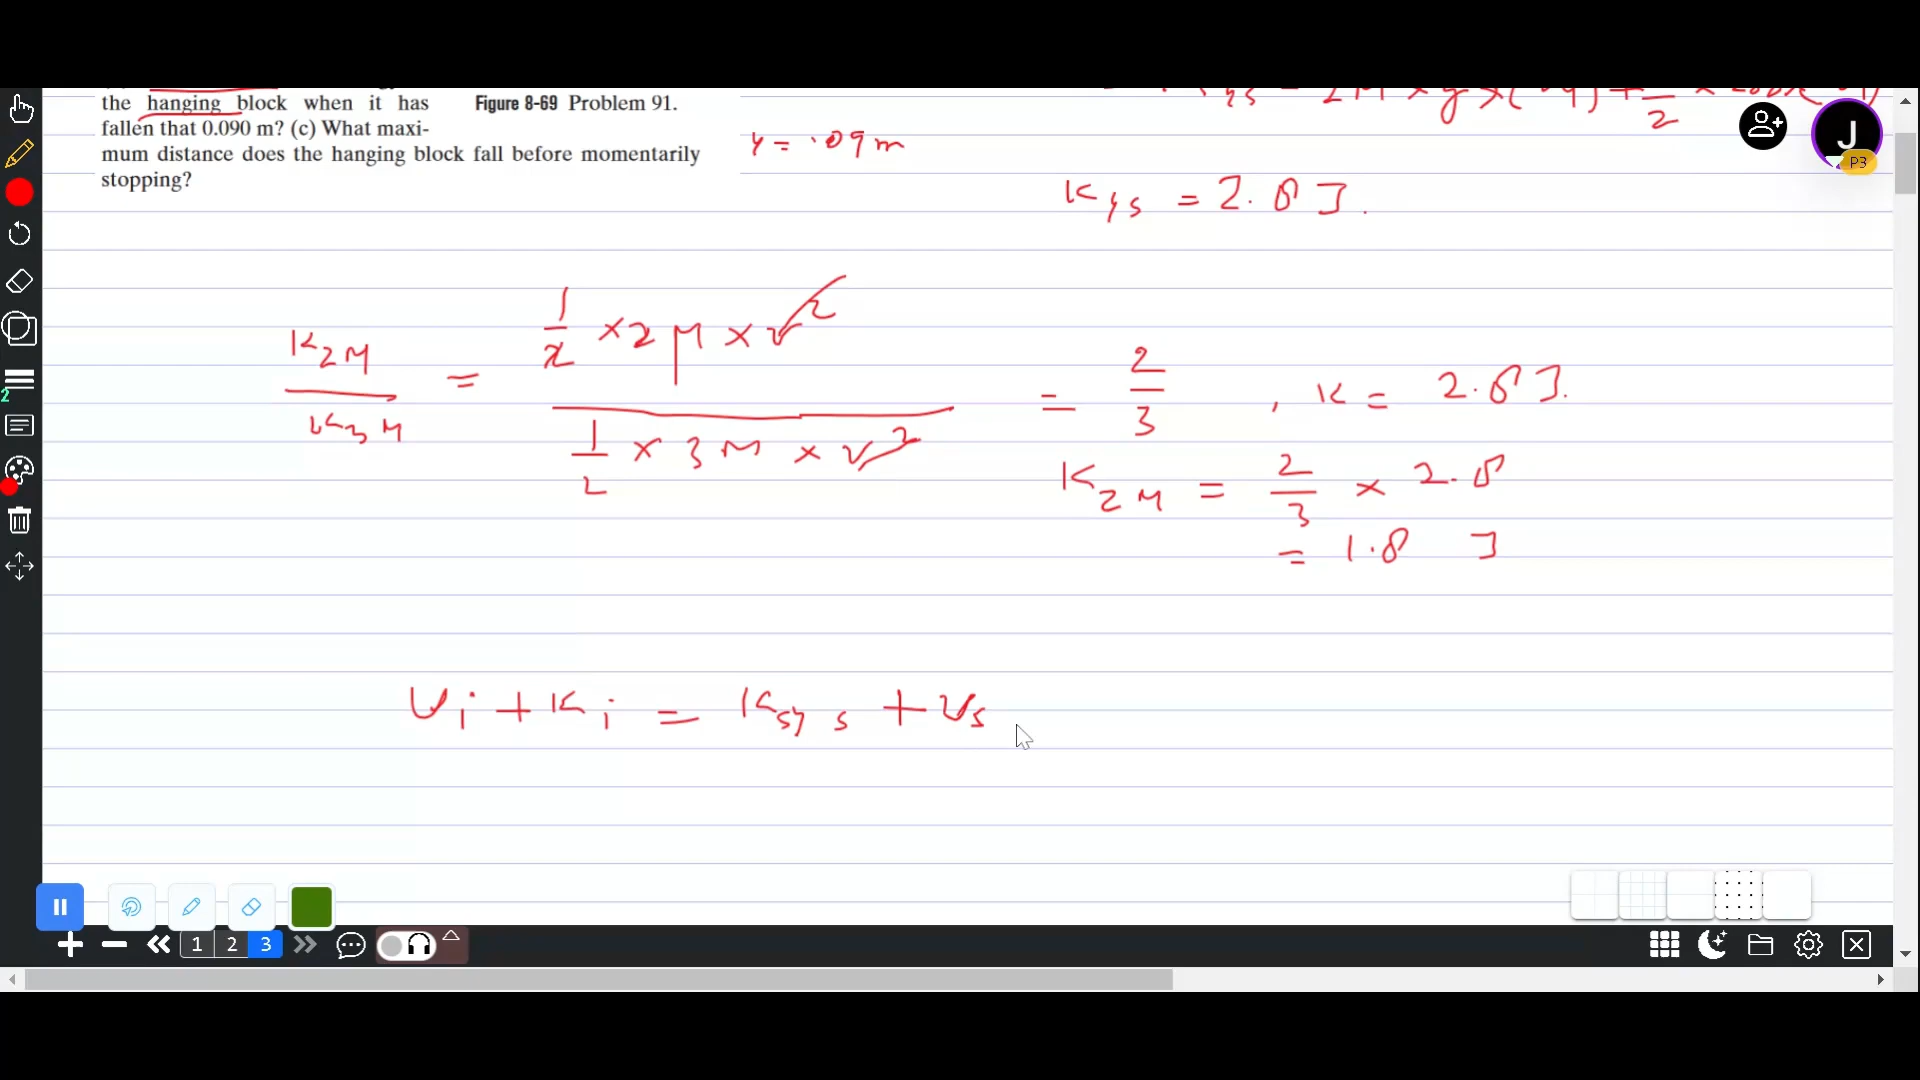 the hanging block when it has
fallen that 0.090 m? (c) What maxi-
mum distance does the hanging block fall before momentarily
stopping?
Figure 8-69 Problem 91.
y = .09 m
K sys = 2.8 J.
K2M / K3M = 1/2 × 2M × v² / 1/2 × 3M × v² = 2/3 , K = 2.8 J.
K2M = 2/3 × 2.8
= 1.8 J
Ui + Ki = Ksys + Us
J
P3
2
1 2 3